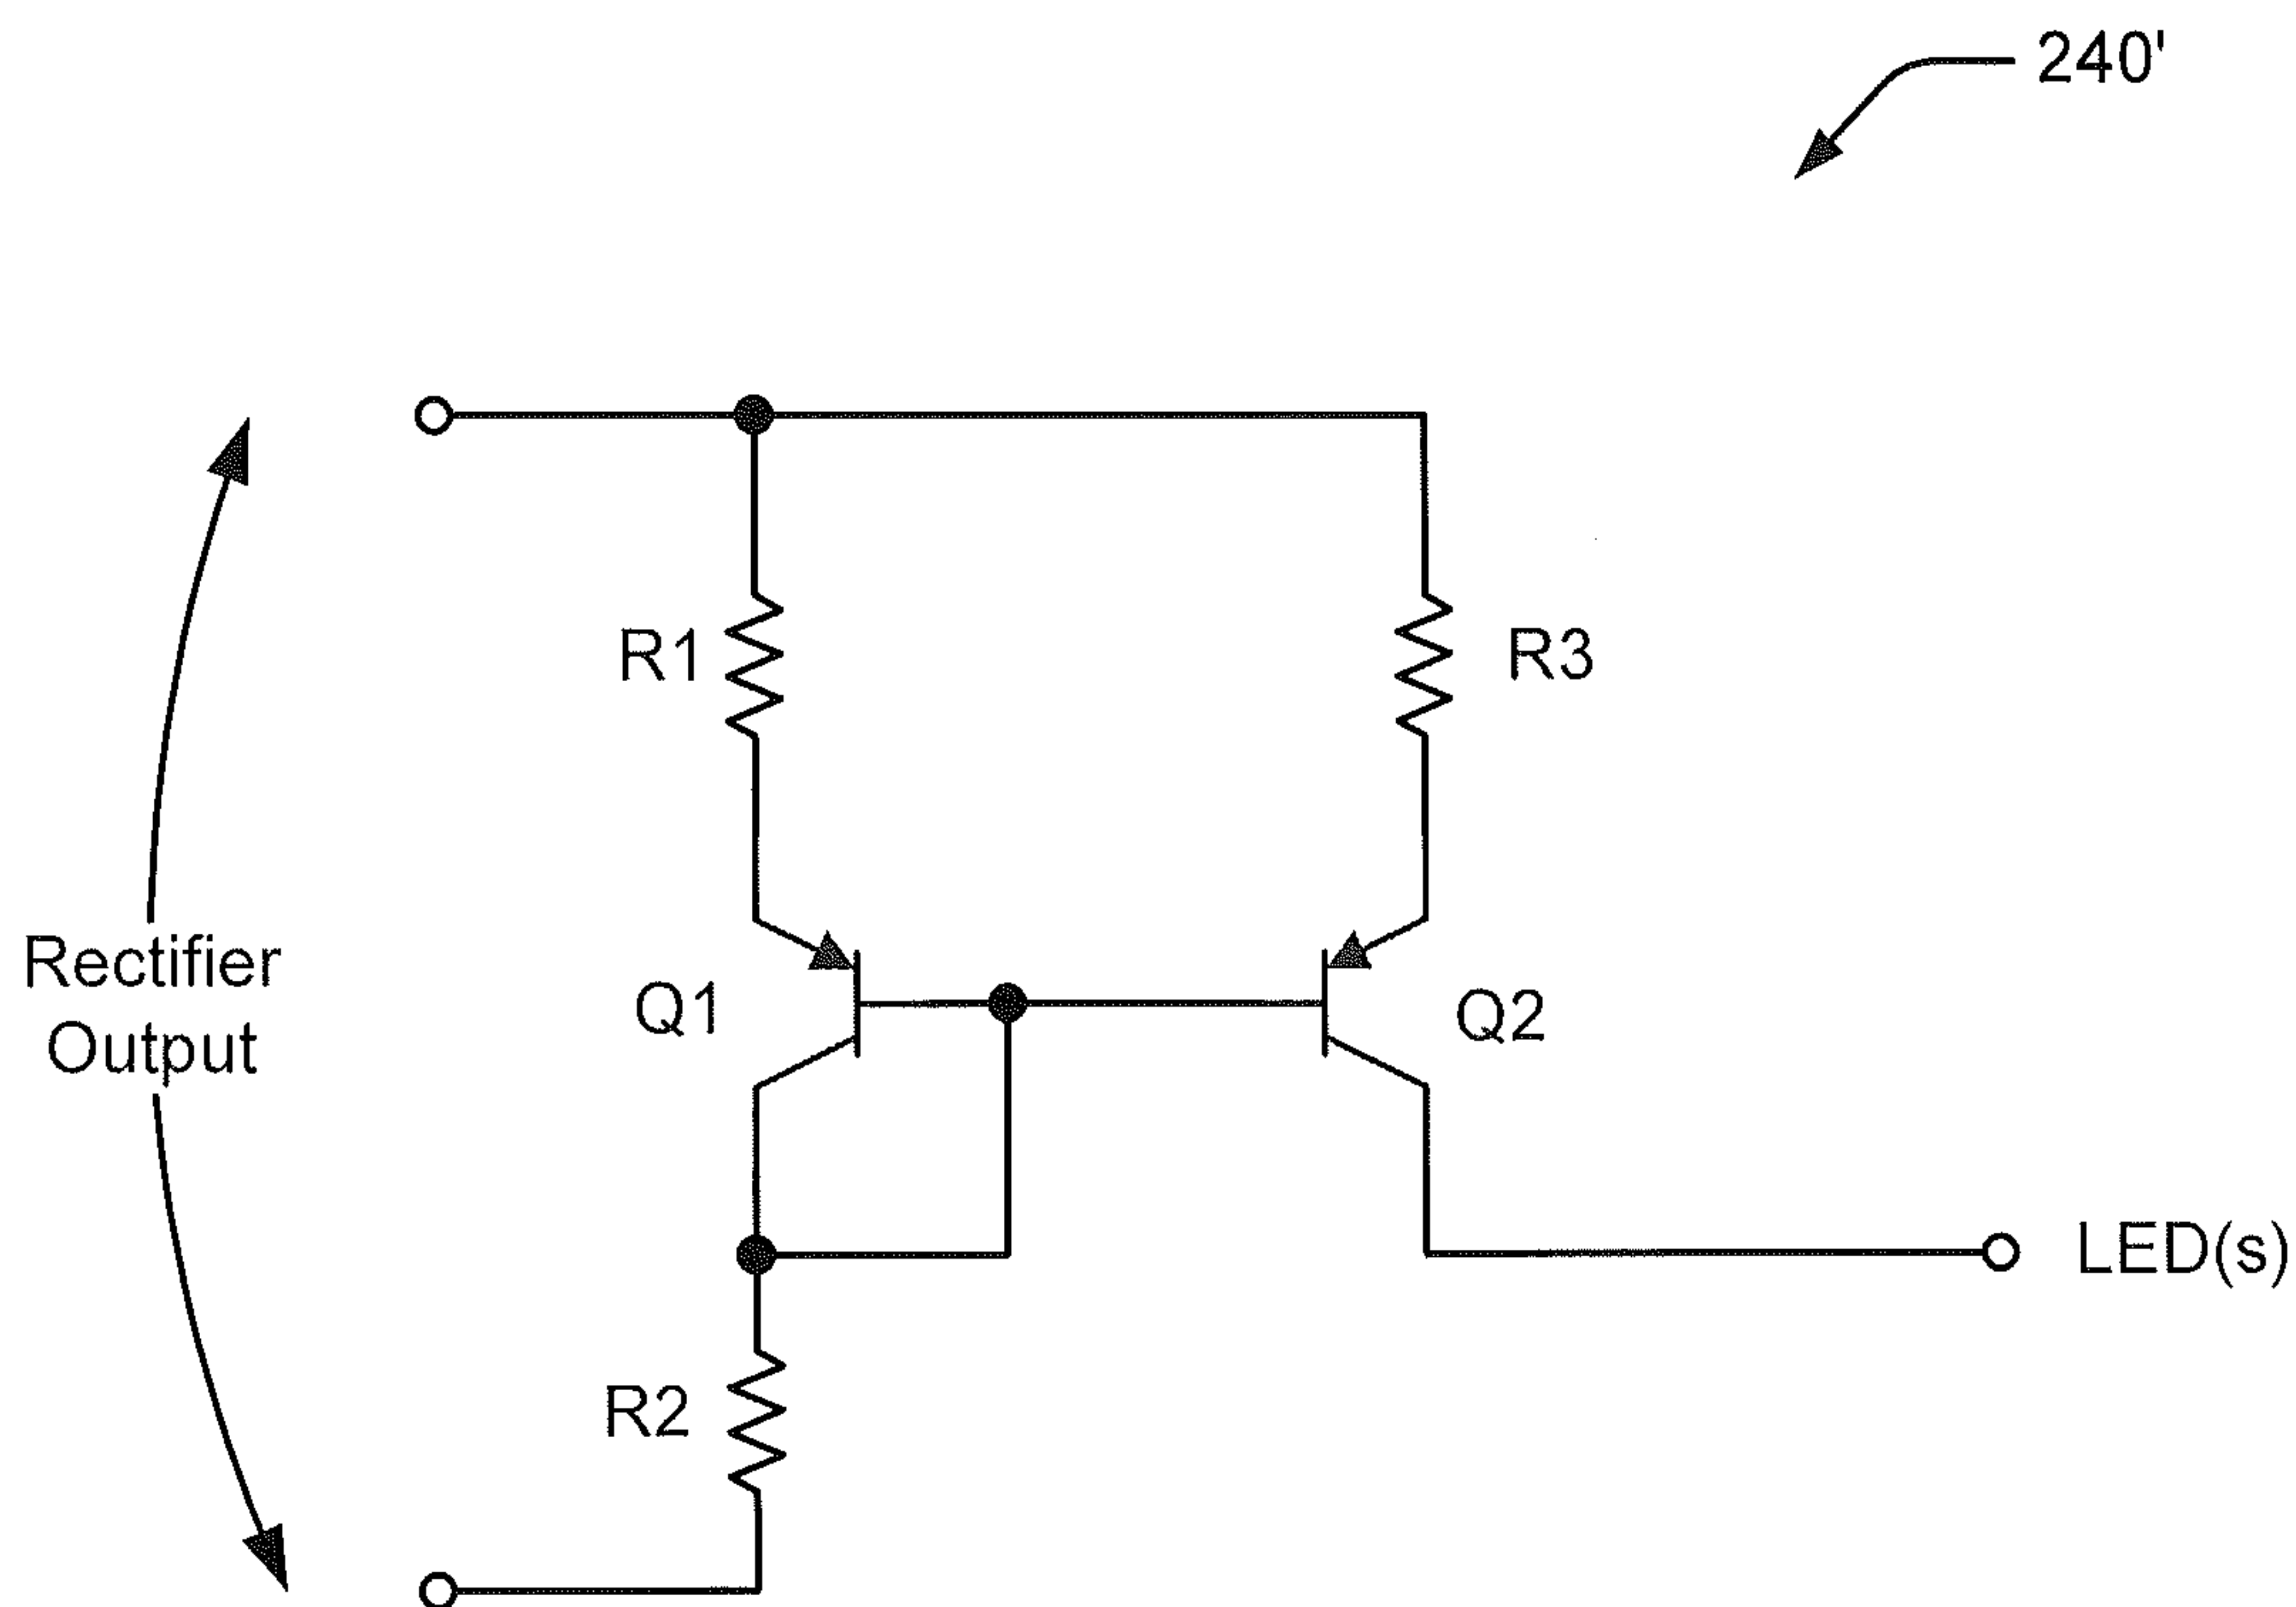 240'
R1
R3
Rectifier
Output
Q1
Q2
LED(s)
R2